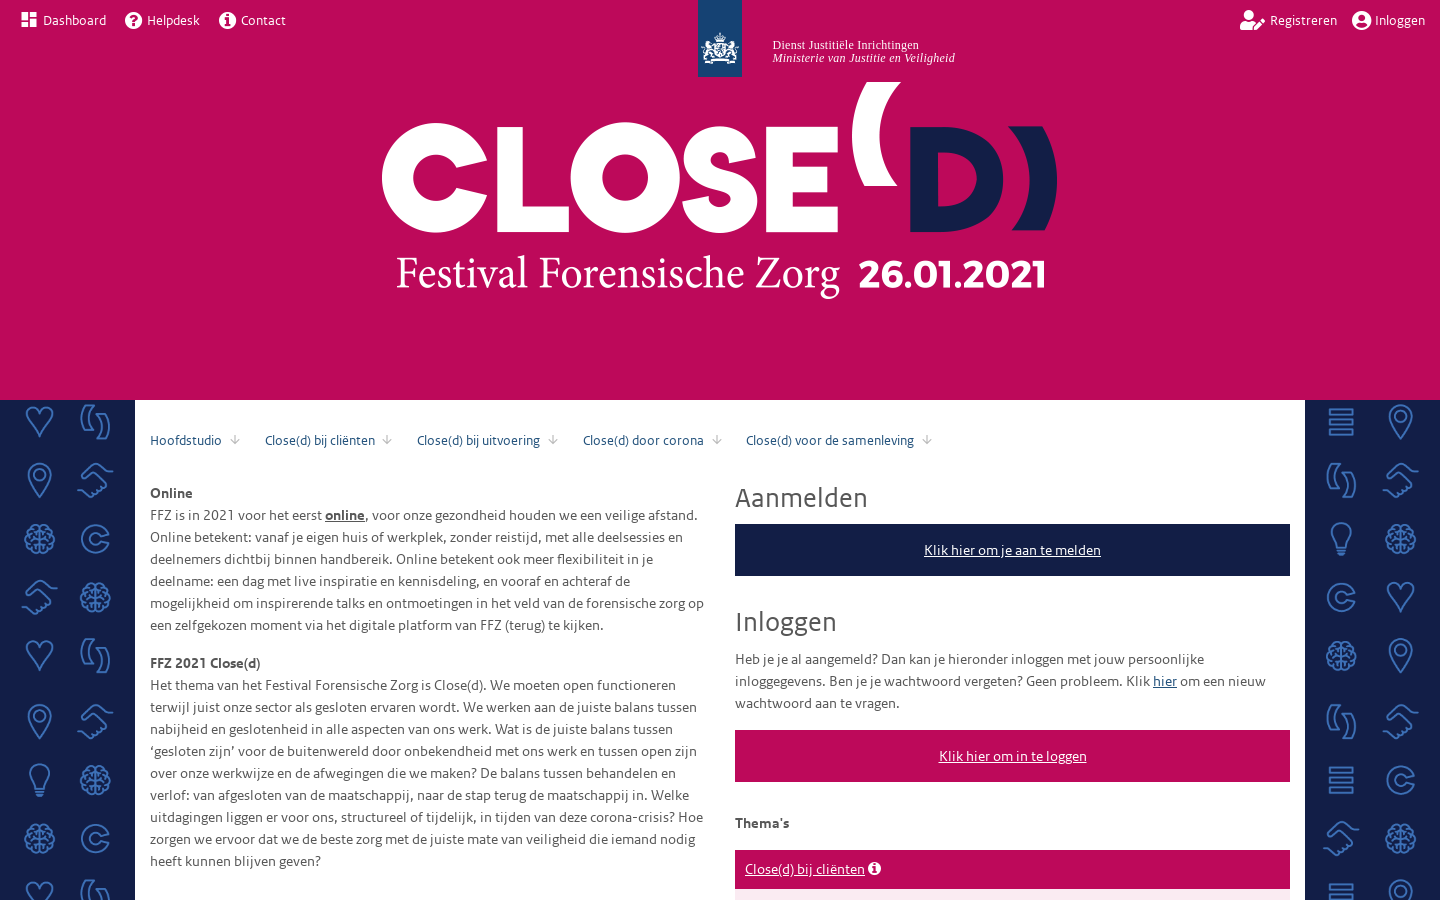 Dashboard
Helpdesk
Contact
Registreren
Inloggen
Dienst Justitiële Inrichtingen
Ministerie van Justitie en Veiligheid
CLOSE(D)
Festival Forensische Zorg 26.01.2021
Hoofdstudio
Close(d) bij cliënten
Close(d) bij uitvoering
Close(d) door corona
Close(d) voor de samenleving
Online
FFZ is in 2021 voor het eerst online, voor onze gezondheid houden we een veilige afstand.
Online betekent: vanaf je eigen huis of werkplek, zonder reistijd, met alle deelsessies en
deelnemers dichtbij binnen handbereik. Online betekent ook meer flexibiliteit in je
deelname: een dag met live inspiratie en kennisdeling, en vooraf en achteraf de
mogelijkheid om inspirerende talks en ontmoetingen in het veld van de forensische zorg op
een zelfgekozen moment via het digitale platform van FFZ (terug) te kijken.
FFZ 2021 Close(d)
Het thema van het Festival Forensische Zorg is Close(d). We moeten open functioneren
terwijl juist onze sector als gesloten ervaren wordt. We werken aan de juiste balans tussen
nabijheid en geslotenheid in alle aspecten van ons werk. Wat is de juiste balans tussen
‘gesloten zijn’ voor de buitenwereld door onbekendheid met ons werk en tussen open zijn
over onze werkwijze en de afwegingen die we maken? De balans tussen behandelen en
verlof: van afgesloten van de maatschappij, naar de stap terug de maatschappij in. Welke
uitdagingen liggen er voor ons, structureel of tijdelijk, in tijden van deze corona-crisis? Hoe
zorgen we ervoor dat we de beste zorg met de juiste mate van veiligheid die iemand nodig
heeft kunnen blijven geven?
Aanmelden
Klik hier om je aan te melden
Inloggen
Heb je je al aangemeld? Dan kan je hieronder inloggen met jouw persoonlijke
inloggegevens. Ben je je wachtwoord vergeten? Geen probleem. Klik hier om een nieuw
wachtwoord aan te vragen.
Klik hier om in te loggen
Thema's
Close(d) bij cliënten